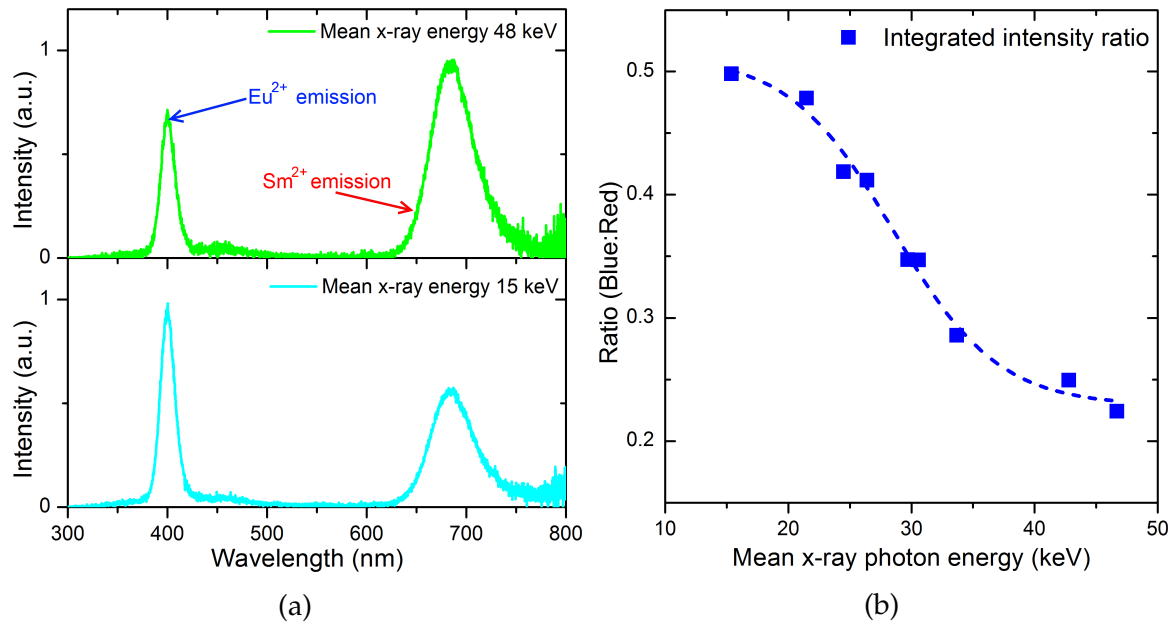 Mean x-ray energy 48 keV
1
Eu2+ emission
Sm2+ emission
Intensity (a.u.)
0
Mean x-ray energy 15 keV
1
Intensity (a.u.)
0
300 400 500 600 700 800
Wavelength (nm)
(a)
Integrated intensity ratio
0.5
0.4
0.3
0.2
Ratio (Blue:Red)
10 20 30 40 50
Mean x-ray photon energy (keV)
(b)